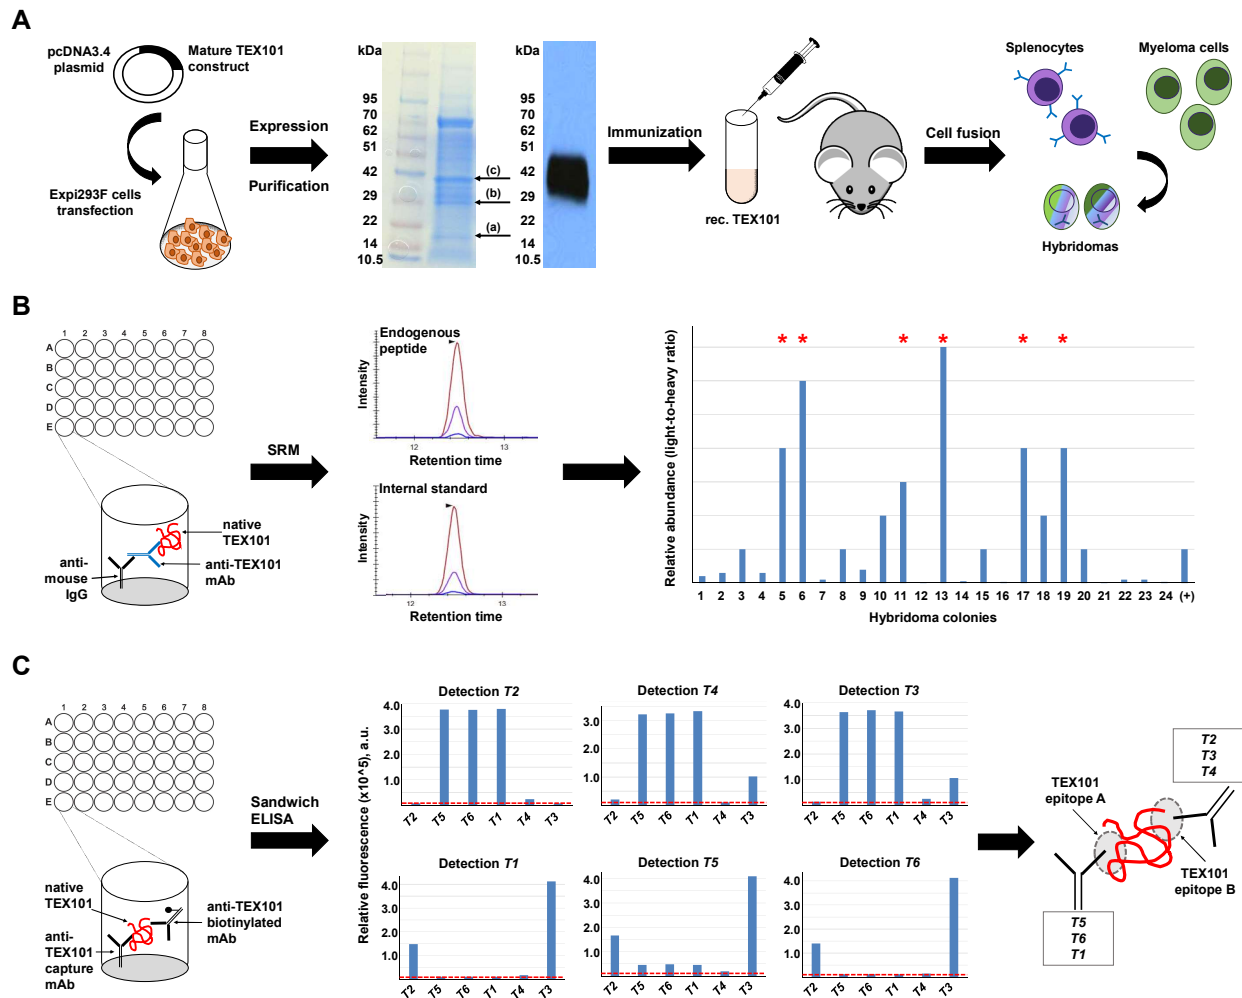 A
pcDNA3.4
plasmid
Mature TEX101
construct
Expi293F cells
transfection
Expression
Purification
kDa
95
70
62
51
42
29
22
14
10.5
(c)
(b)
(a)
kDa
95
70
62
51
42
29
22
14
10.5
Immunization
rec. TEX101
Cell fusion
Splenocytes
Myeloma cells
Hybridomas
B
1 2 3 4 5 6 7 8
A
B
C
D
E
native
TEX101
anti-TEX101
mAb
anti-
mouse
IgG
SRM
Endogenous
peptide
Intensity
12 13
Retention time
Internal standard
Intensity
12 13
Retention time
Relative abundance (light-to-heavy ratio)
* * * * * *
1 2 3 4 5 6 7 8 9 10 11 12 13 14 15 16 17 18 19 20 21 22 23 24 (+)
Hybridoma colonies
C
1 2 3 4 5 6 7 8
A
B
C
D
E
native
TEX101
anti-
TEX101
capture
mAb
anti-TEX101
biotinylated
mAb
Sandwich
ELISA
Relative fluorescence (x10^5), a.u.
Detection T2
4.0
3.0
2.0
1.0
T2 T5 T6 T1 T4 T3
Detection T4
3.0
2.0
1.0
T2 T5 T6 T1 T4 T3
Detection T3
4.0
3.0
2.0
1.0
T2 T5 T6 T1 T4 T3
Detection T1
4.0
3.0
2.0
1.0
T2 T5 T6 T1 T4 T3
Detection T5
4.0
3.0
2.0
1.0
T2 T5 T6 T1 T4 T3
Detection T6
4.0
3.0
2.0
1.0
T2 T5 T6 T1 T4 T3
T2
T3
T4
TEX101
epitope A
TEX101
epitope B
T5
T6
T1